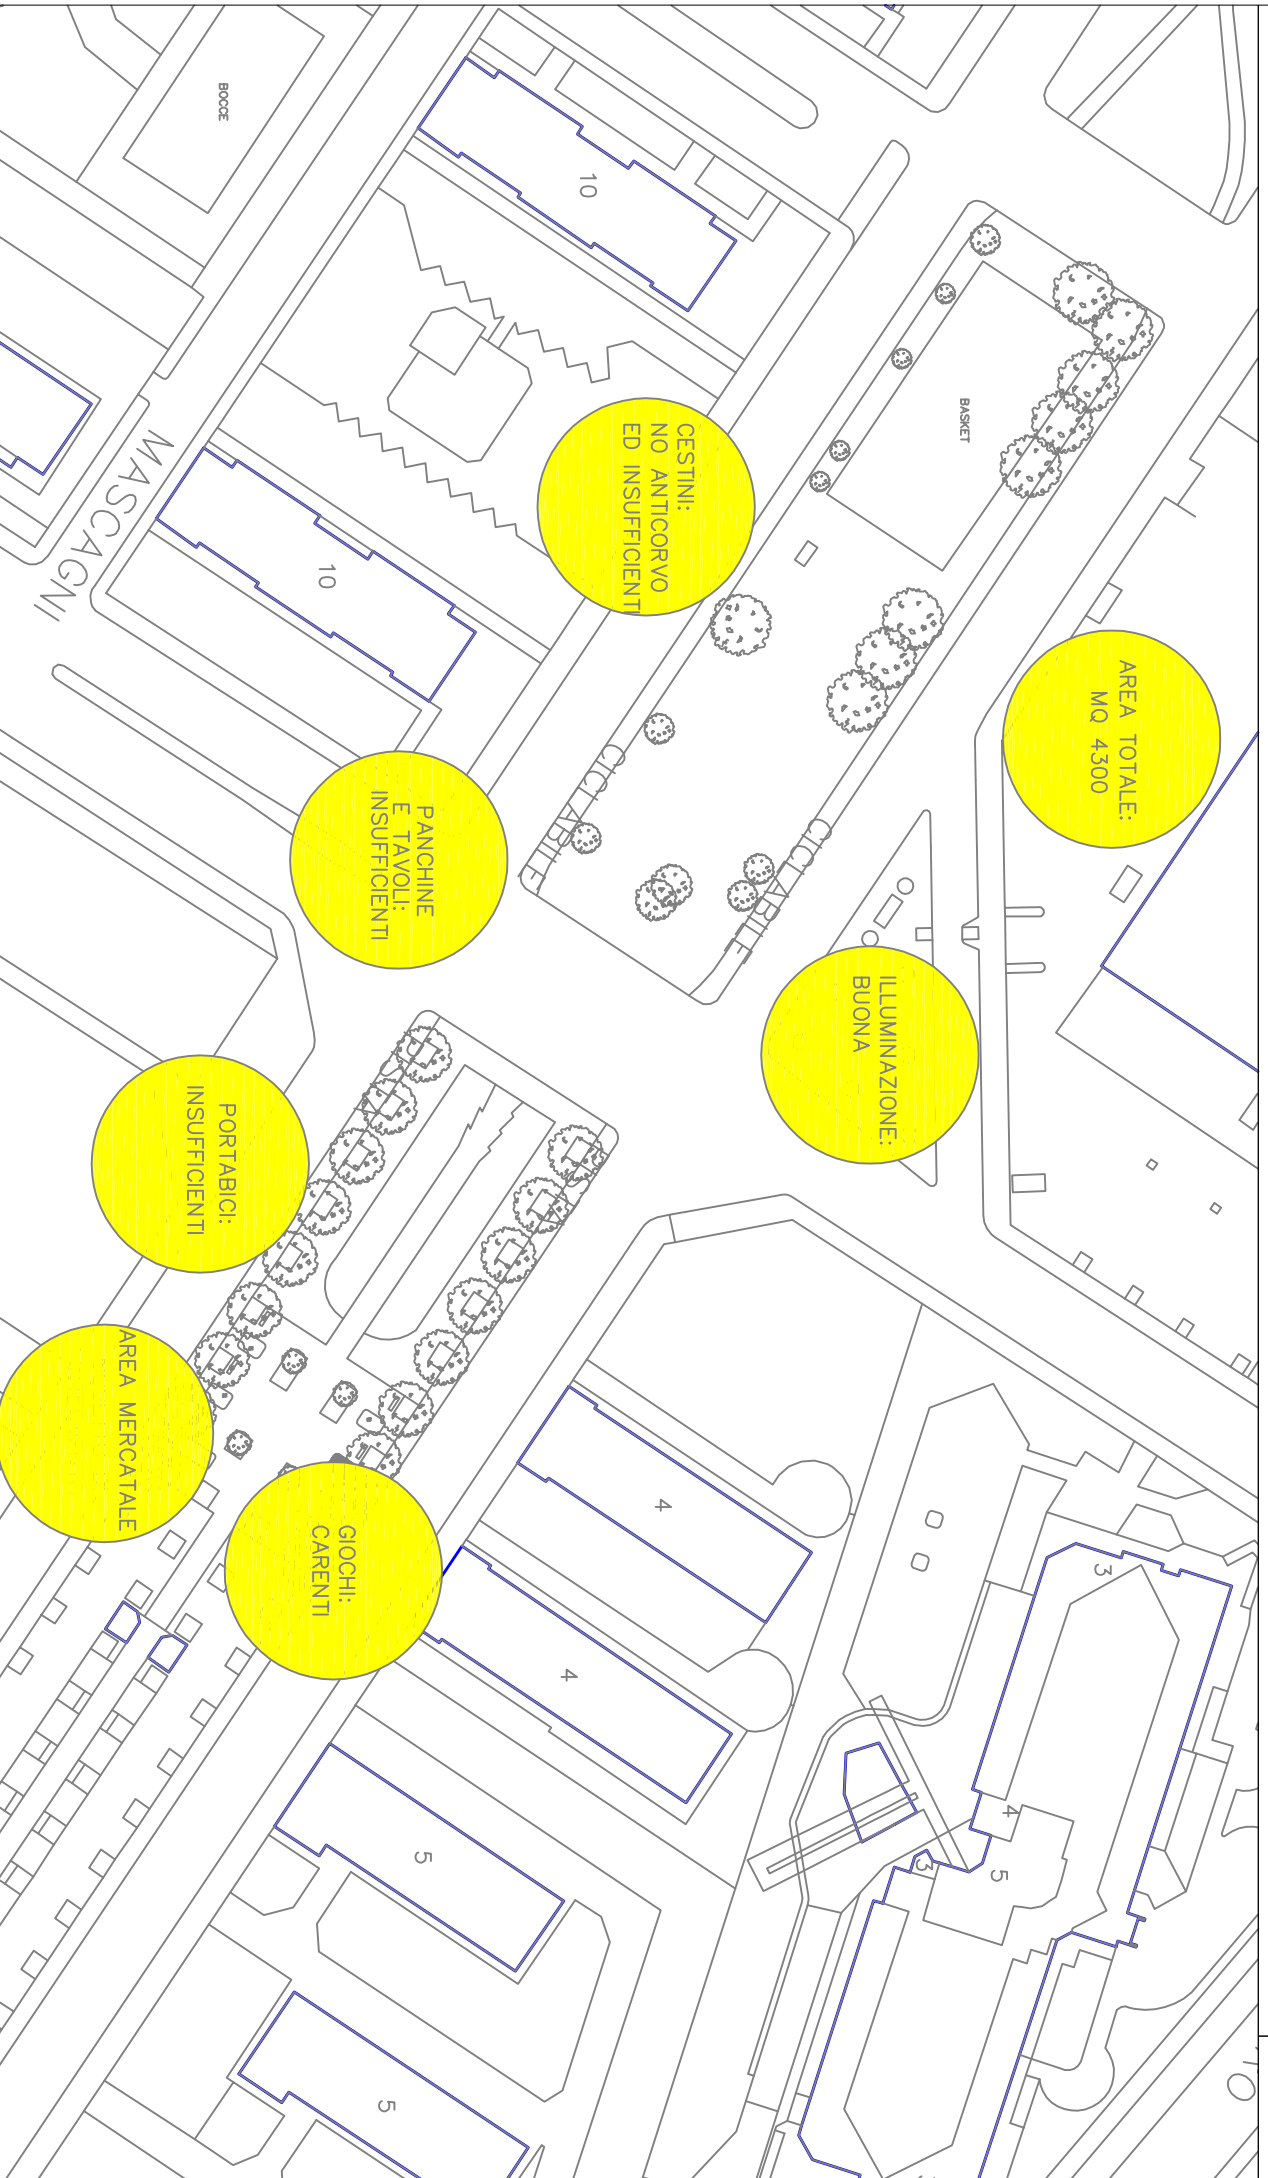 BOCCE
10
BASKET
CESTINI:
NO ANTICORVO
ED INSUFFICIENTI
MASCAGNI
10
AREA TOTALE:
MQ 4300
CICLABILE
CICLABILE
PANCHINE
E TAVOLI:
INSUFFICIENTI
ILLUMINAZIONE:
BUONA
PORTABICI:
INSUFFICIENTI
AREA MERCATALE
GIOCHI:
CARENTI
4
4
3
4
5
3
5
5